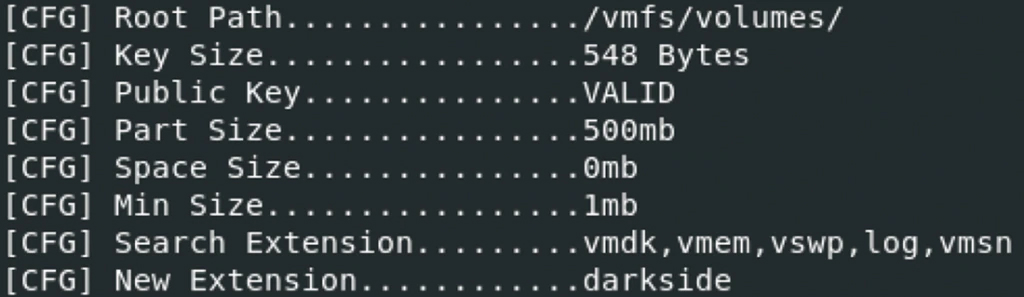 [CFG] Root Path................/vmfs/volumes/
[CFG] Key Size.................548 Bytes
[CFG] Public Key...............VALID
[CFG] Part Size................500mb
[CFG] Space Size...............0mb
[CFG] Min Size.................1mb
[CFG] Search Extension.........vmdk,vmem,vswp,log,vmsn
[CFG] New Extension............darkside